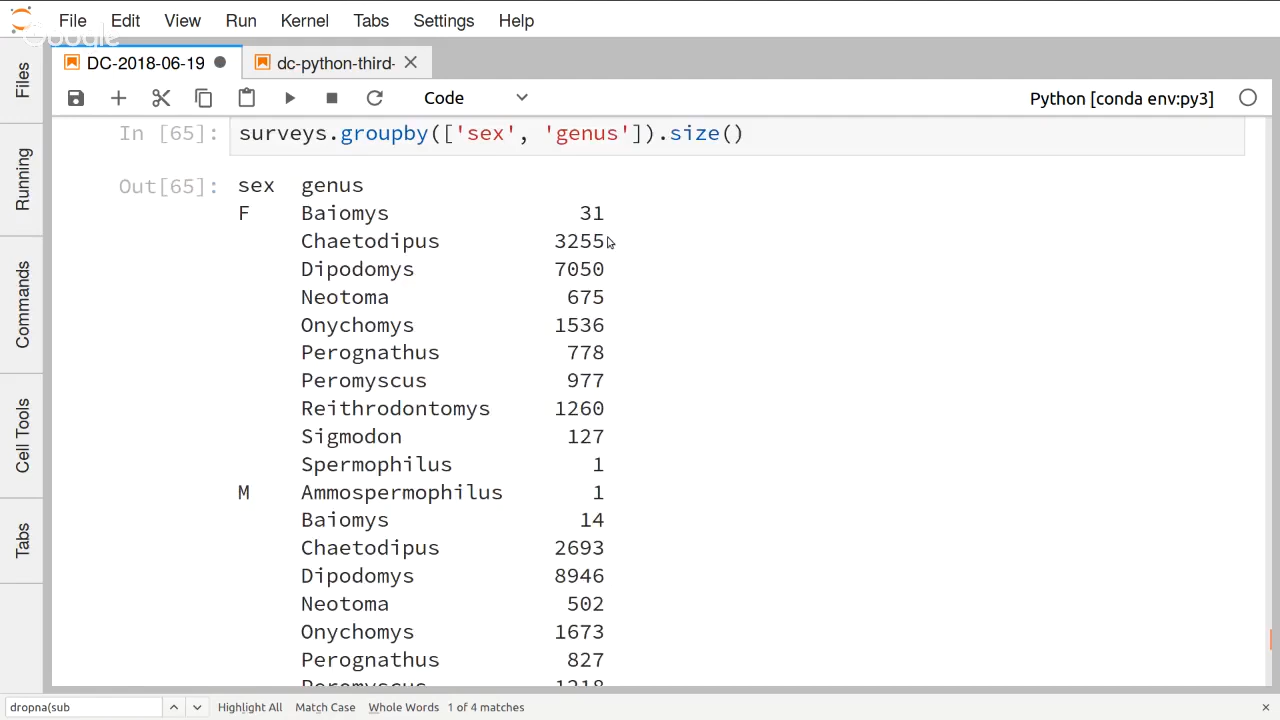 File Edit View Run Kernel Tabs Settings Help
Google
DC-2018-06-19 dc-python-third-
Code Python [conda env:py3]
Files
Running
Commands
Cell Tools
Tabs
In [65]: surveys.groupby(['sex', 'genus']).size()
Out[65]: sex genus
F Baiomys 31
Chaetodipus 3255
Dipodomys 7050
Neotoma 675
Onychomys 1536
Perognathus 778
Peromyscus 977
Reithrodontomys 1260
Sigmodon 127
Spermophilus 1
M Ammospermophilus 1
Baiomys 14
Chaetodipus 2693
Dipodomys 8946
Neotoma 502
Onychomys 1673
Perognathus 827
Peromyscus 1218
dropna(sub Highlight All Match Case Whole Words 1 of 4 matches